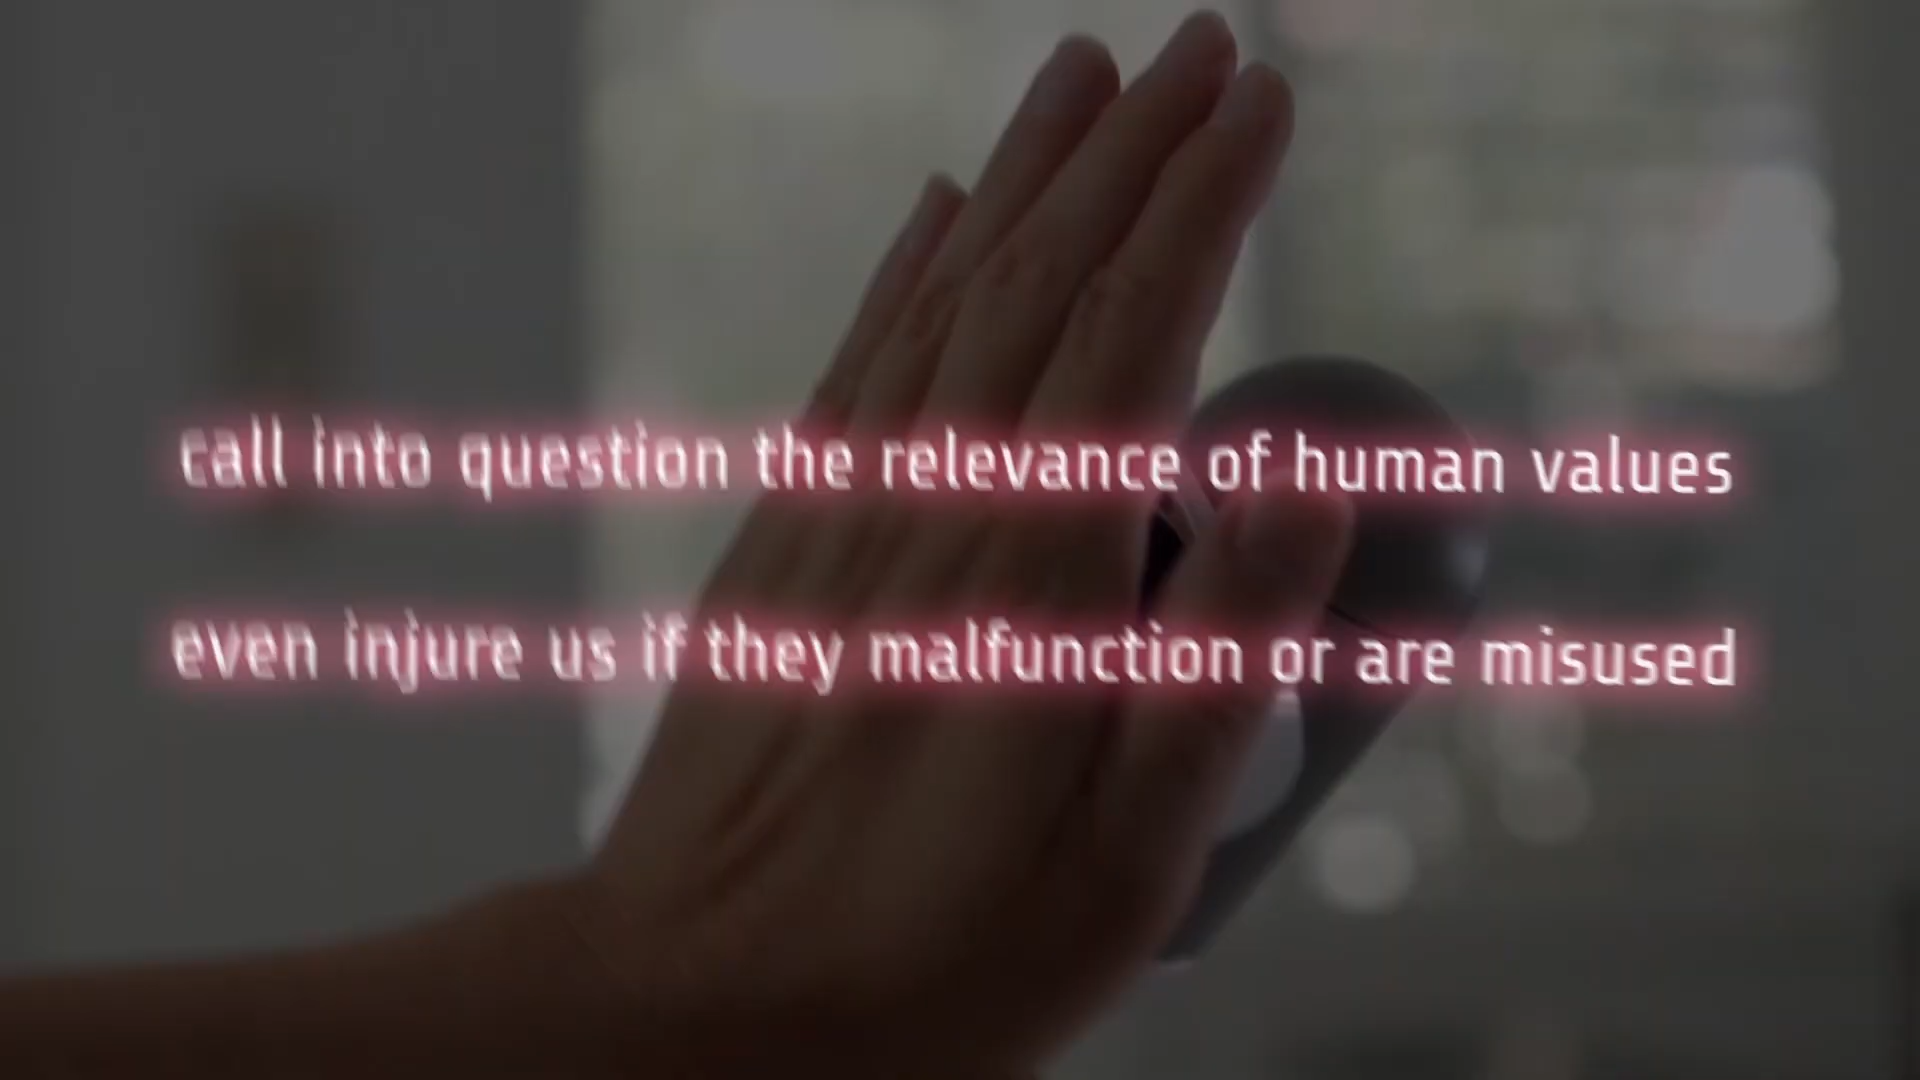 call into question the relevance of human values
even injure us if they malfunction or are misused